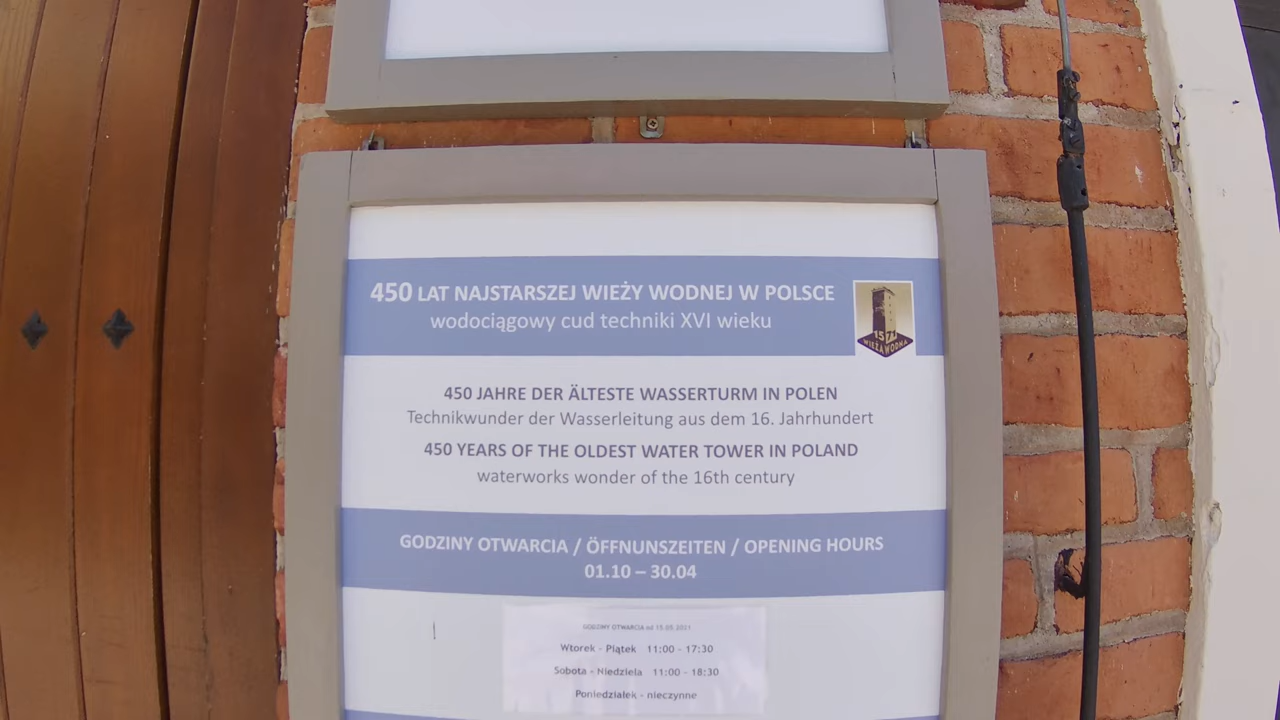 450 LAT NAJSTARSZEJ WIEŻY WODNEJ W POLSCE
wodociągowy cud techniki XVI wieku
1571
WIEŻA WODNA
450 JAHRE DER ÄLTESTE WASSERTURM IN POLEN
Technikwunder der Wasserleitung aus dem 16. Jahrhundert
450 YEARS OF THE OLDEST WATER TOWER IN POLAND
waterworks wonder of the 16th century
GODZINY OTWARCIA / ÖFFNUNSZEITEN / OPENING HOURS
01.10 – 30.04
GODZINY OTWARCIA od 15.05.2021
Wtorek - Piątek 11:00 - 17:30
Sobota - Niedziela 11:00 - 18:30
Poniedziałek - nieczynne